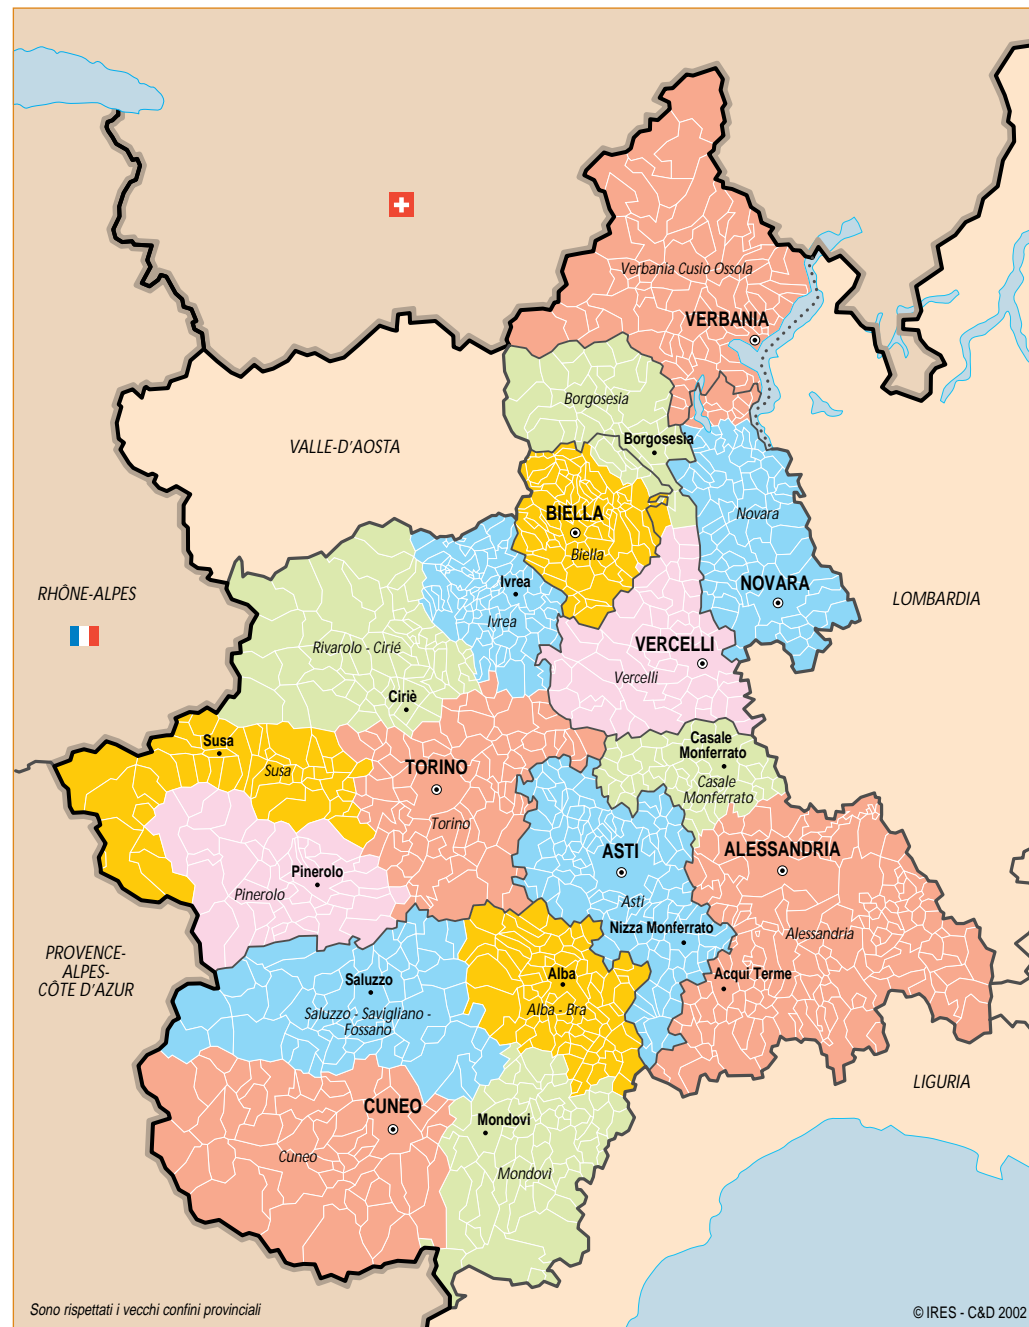 Verbania Cusio Ossola
VERBANIA
Borgosesia
Borgosesia
VALLE-D'AOSTA
BIELLA
Biella
Novara
NOVARA
Ivrea
Ivrea
RHÔNE-ALPES
LOMBARDIA
Rivarolo - Cirié
Ciriè
VERCELLI
Vercelli
Susa
Susa
TORINO
Torino
Casale
Monferrato
Casale
Monferrato
ASTI
Asti
ALESSANDRIA
Alessandria
Pinerolo
Pinerolo
Nizza Monferrato
Acqui Terme
PROVENCE-
ALPES-
CÔTE D'AZUR
Saluzzo
Saluzzo - Savigliano -
Fossano
Alba
Alba - Bra
LIGURIA
CUNEO
Cuneo
Mondovi
Mondovì
Sono rispettati i vecchi confini provinciali
© IRES - C&D 2002